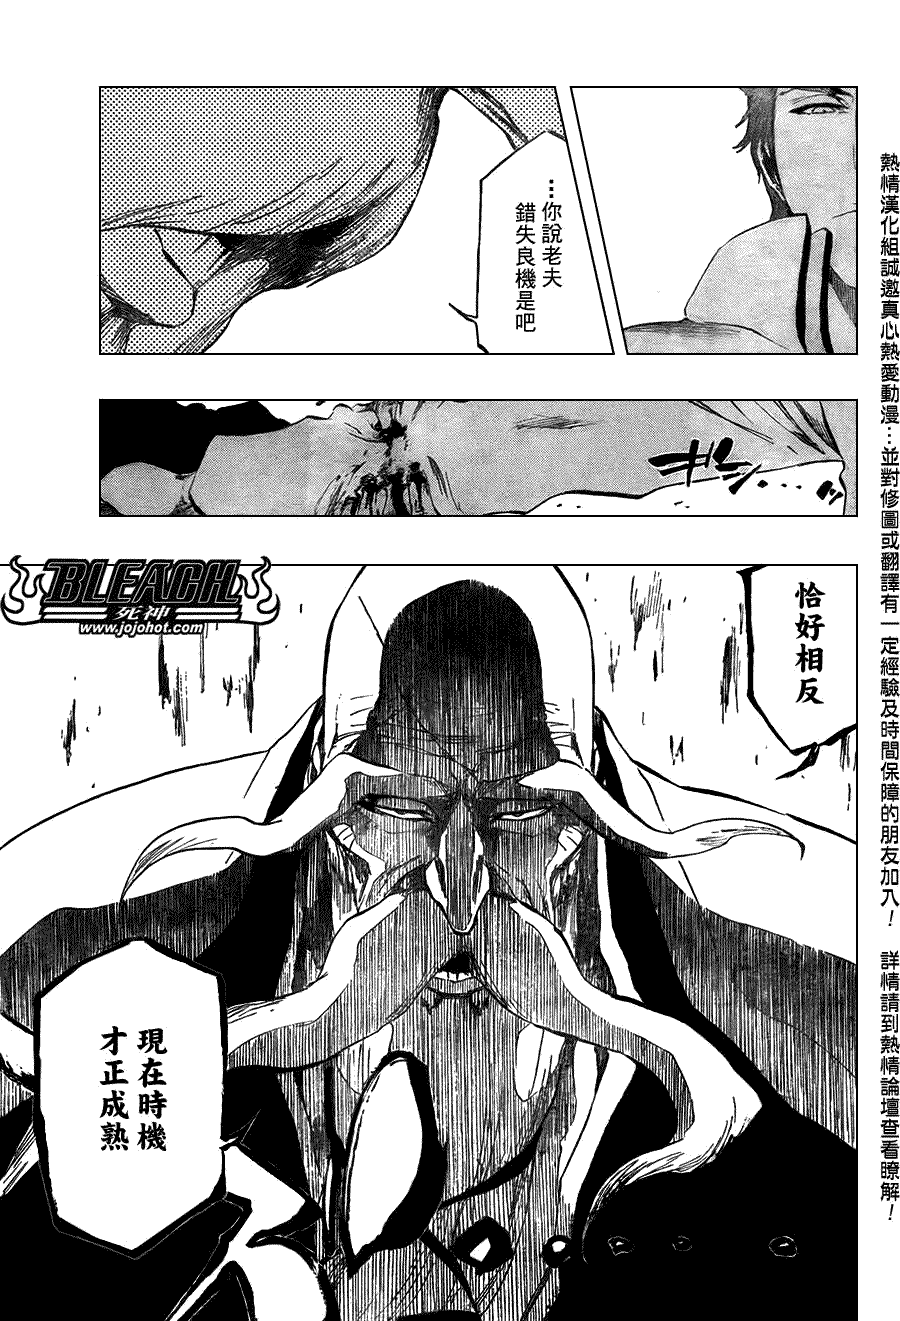 …你說老夫
錯失良機是吧
ギギ
BLEACH
死神
www.jojohot.com
恰好相反
現在時機
才正成熟
熱情漢化組誠邀真心熱愛動漫…並對修圖或翻譯有一定經驗及時間保障的朋友加入！ 詳情請到熱情論壇查看瞭解！